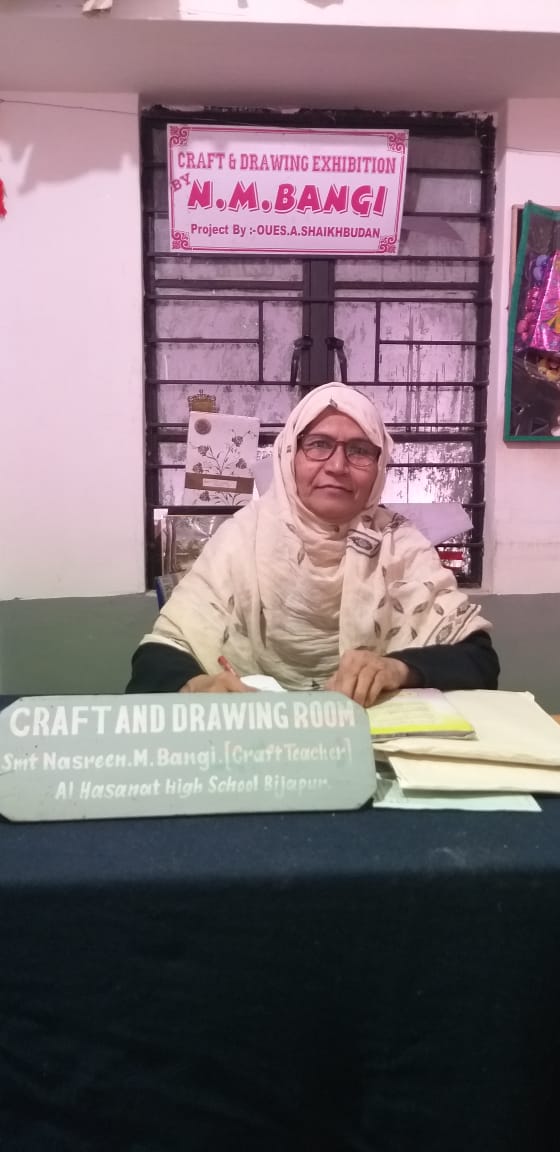 CRAFT & DRAWING EXHIBITION
BY
N.M.BANGI
Project By :-OUES.A.SHAIKHBUDAN
CRAFT AND DRAWING ROOM
Smt Nasreen.M.Bangi.[Craft Teacher]
Al Hasanat High School Bijapur.